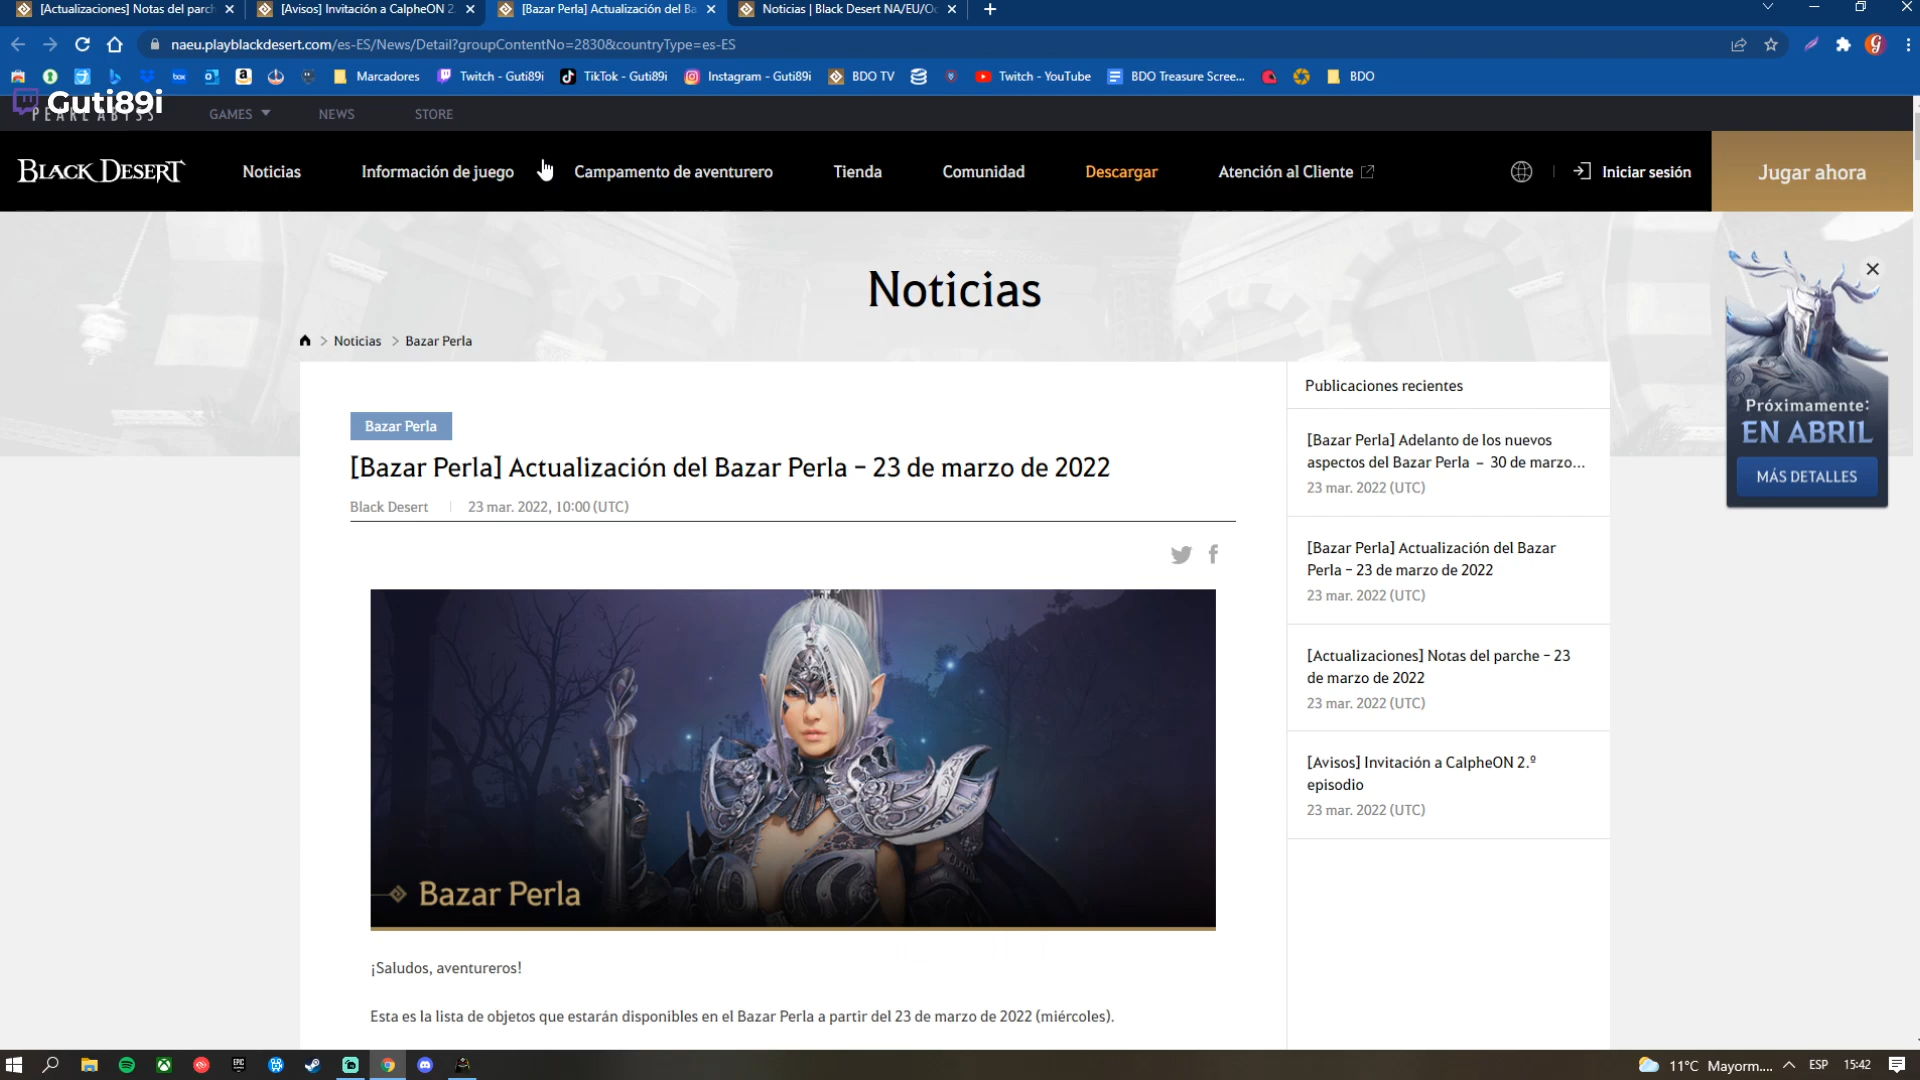 [Actualizaciones] Notas del parch
[Avisos] Invitación a CalpheON 2.
[Bazar Perla] Actualización del Ba
Noticias | Black Desert NA/EU/Oc
naeu.playblackdesert.com/es-ES/News/Detail?groupContentNo=2830&countryType=es-ES
Marcadores
Twitch - Guti89i
TikTok - Guti89i
Instagram - Guti89i
BDO TV
Twitch - YouTube
BDO Treasure Scree...
BDO
Guti89i
PEARL ABYSS
GAMES
NEWS
STORE
BLACK DESERT
Noticias
Información de juego
Campamento de aventurero
Tienda
Comunidad
Descargar
Atención al Cliente
Iniciar sesión
Jugar ahora
Noticias
> Noticias > Bazar Perla
Bazar Perla
[Bazar Perla] Actualización del Bazar Perla – 23 de marzo de 2022
Black Desert | 23 mar. 2022, 10:00 (UTC)
Bazar Perla
¡Saludos, aventureros!
Esta es la lista de objetos que estarán disponibles en el Bazar Perla a partir del 23 de marzo de 2022 (miércoles).
Publicaciones recientes
[Bazar Perla] Adelanto de los nuevos
aspectos del Bazar Perla – 30 de marzo...
23 mar. 2022 (UTC)
[Bazar Perla] Actualización del Bazar
Perla – 23 de marzo de 2022
23 mar. 2022 (UTC)
[Actualizaciones] Notas del parche – 23
de marzo de 2022
23 mar. 2022 (UTC)
[Avisos] Invitación a CalpheON 2.º
episodio
23 mar. 2022 (UTC)
Próximamente:
EN ABRIL
MÁS DETALLES
11°C Mayorm....
ESP
15:42